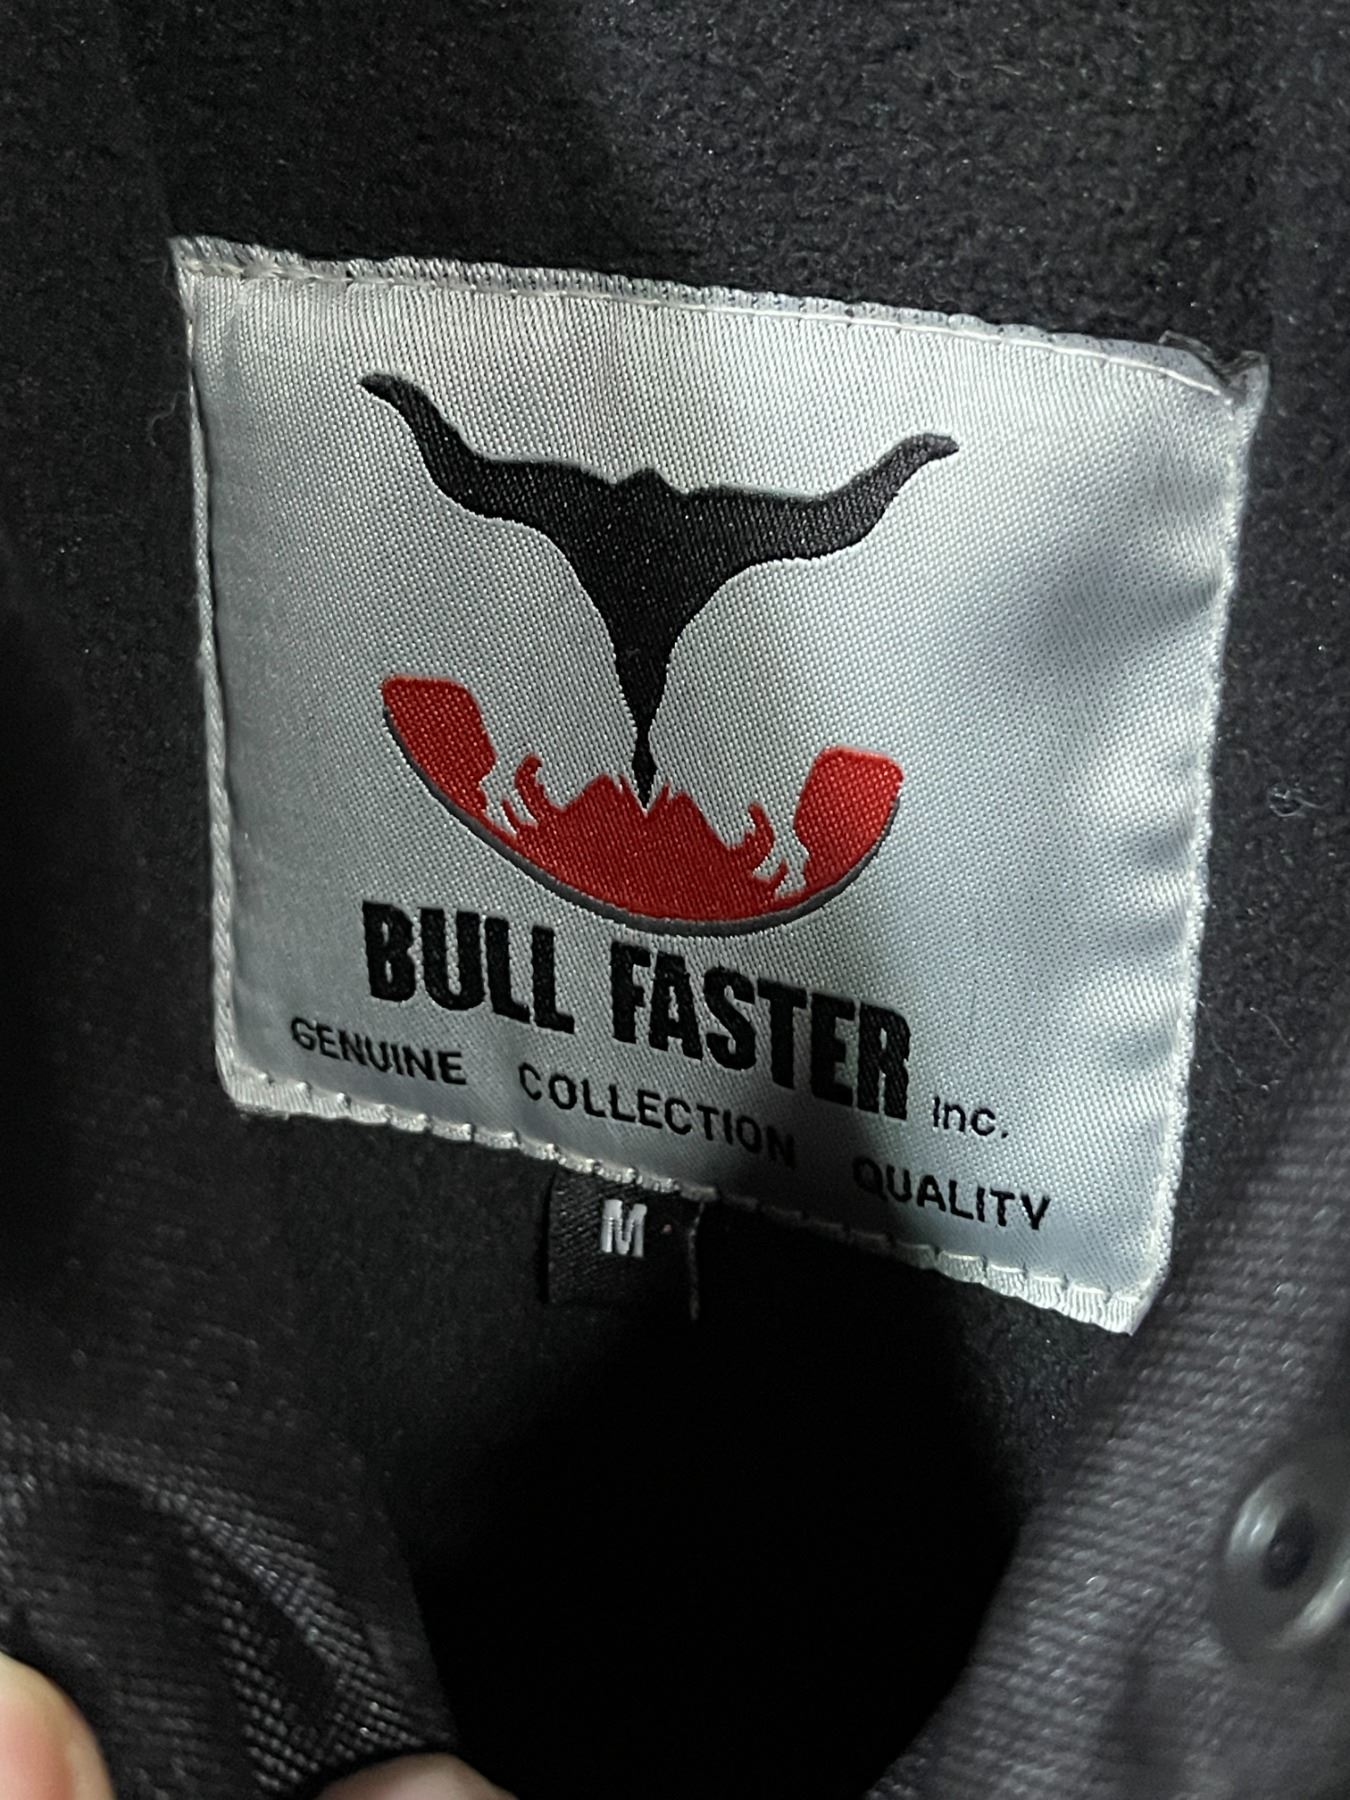 BULL FASTER Inc.
GENUINE COLLECTION QUALITY
M